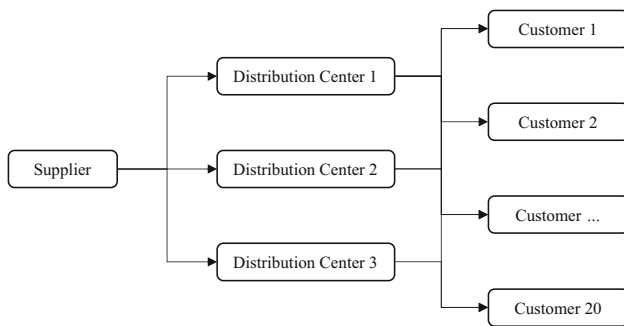 Supplier
Distribution Center 1
Distribution Center 2
Distribution Center 3
Customer 1
Customer 2
Customer ...
Customer 20